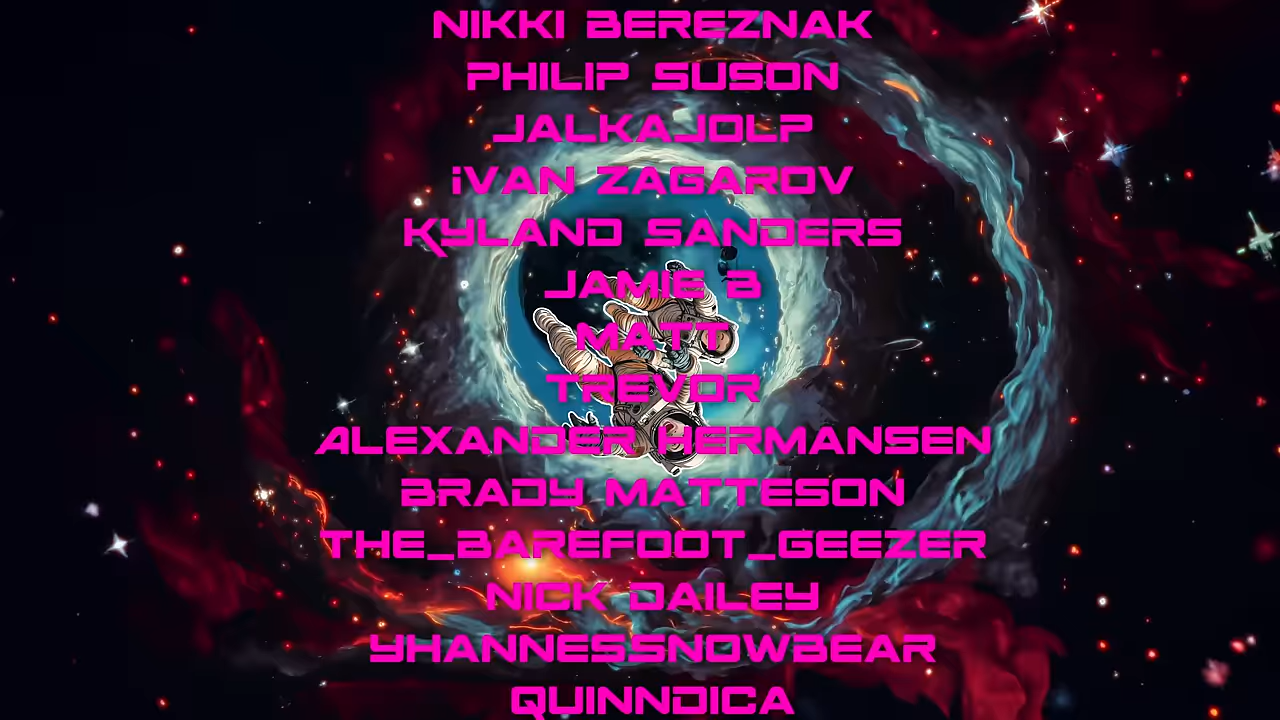 NIKKI BEREZNAK
PHILIP SUSON
JALKAJOLP
IVAN ZAGAROV
KYLAND SANDERS
JAMIE B
MATT
TREVOR
ALEXANDER HERMANSEN
BRADY MATTESON
THE_BAREFOOT_GEEZER
NICK DAILEY
YHANNESSNOWBEAR
QUINNDICA